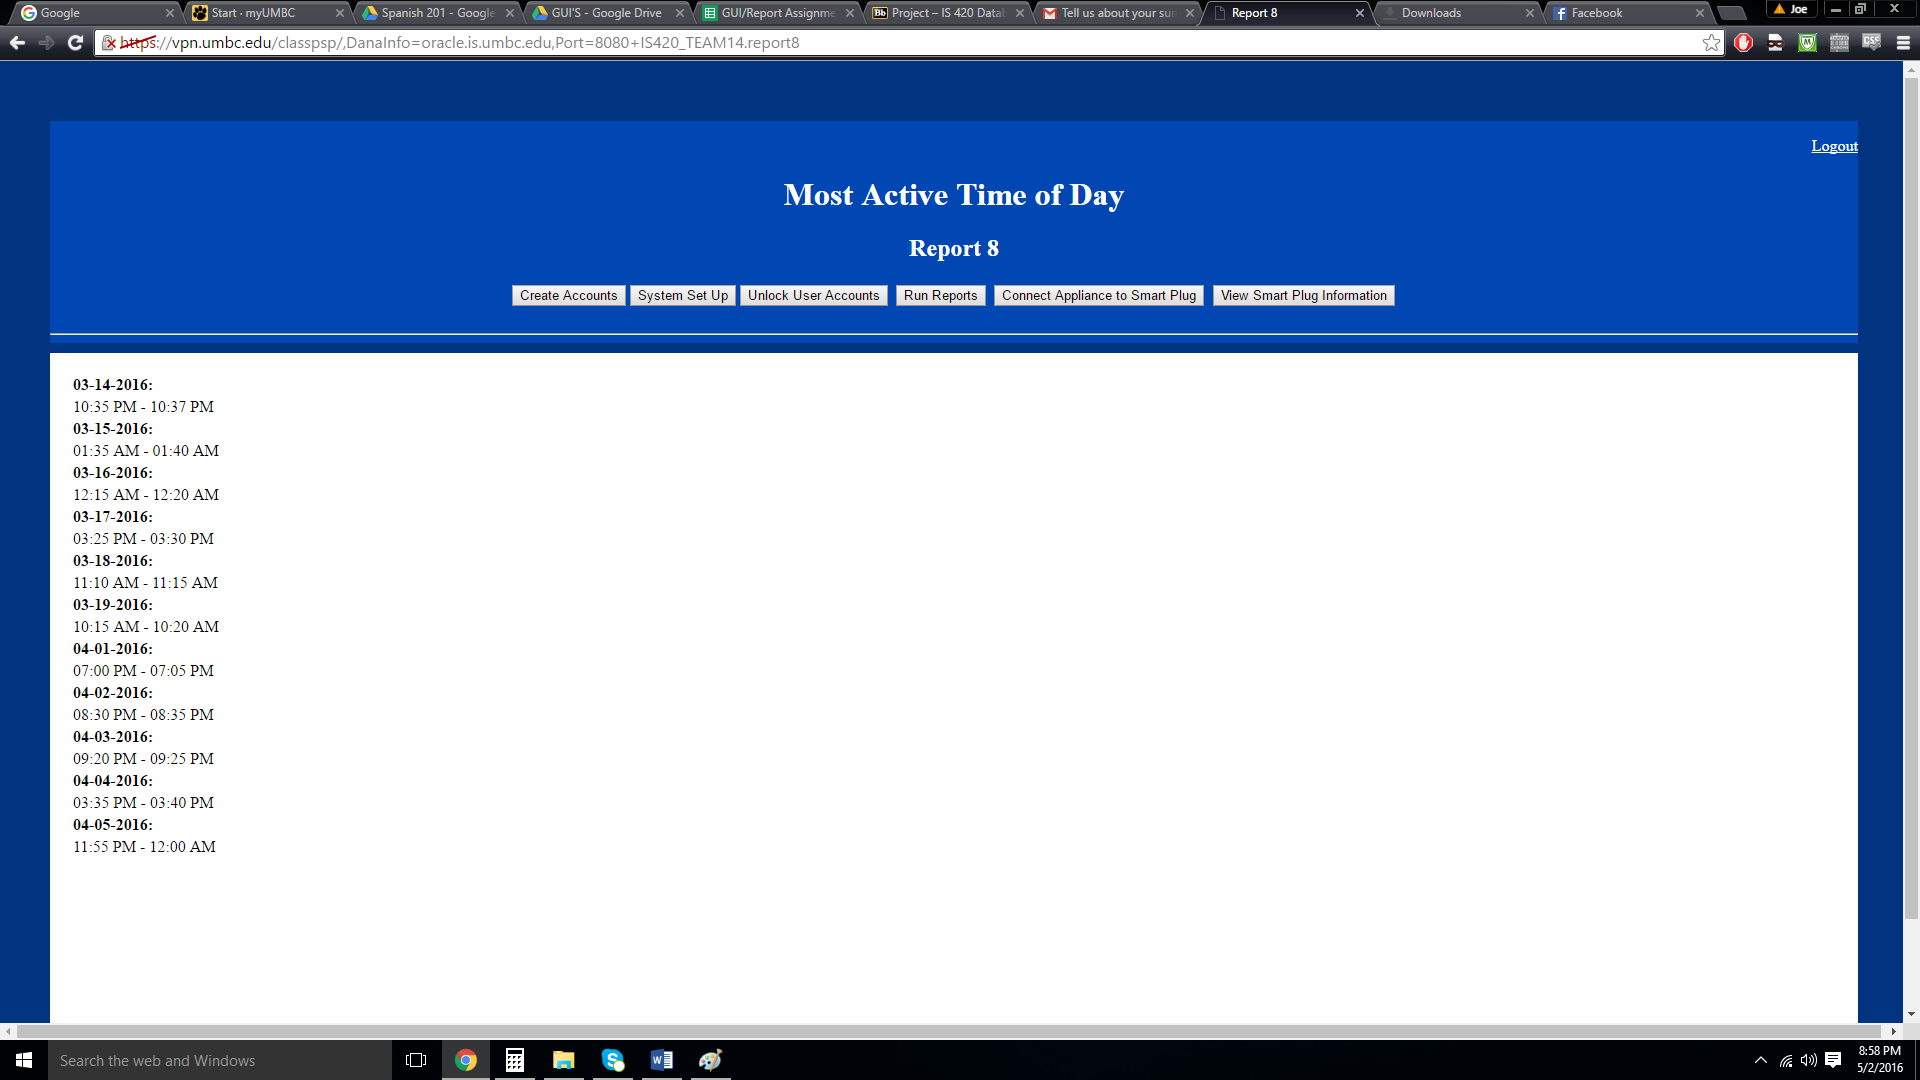 Google
Start · myUMBC
Spanish 201 - Google
GUI'S - Google Drive
GUI/Report Assignme
Project – IS 420 Datab
Tell us about your sur
Report 8
Downloads
Facebook
Joe
https://vpn.umbc.edu/classpsp/,DanaInfo=oracle.is.umbc.edu,Port=8080+IS420_TEAM14.report8
Logout
Most Active Time of Day
Report 8
Create Accounts System Set Up Unlock User Accounts Run Reports Connect Appliance to Smart Plug View Smart Plug Information
03-14-2016:
10:35 PM - 10:37 PM
03-15-2016:
01:35 AM - 01:40 AM
03-16-2016:
12:15 AM - 12:20 AM
03-17-2016:
03:25 PM - 03:30 PM
03-18-2016:
11:10 AM - 11:15 AM
03-19-2016:
10:15 AM - 10:20 AM
04-01-2016:
07:00 PM - 07:05 PM
04-02-2016:
08:30 PM - 08:35 PM
04-03-2016:
09:20 PM - 09:25 PM
04-04-2016:
03:35 PM - 03:40 PM
04-05-2016:
11:55 PM - 12:00 AM
Search the web and Windows
8:58 PM
5/2/2016